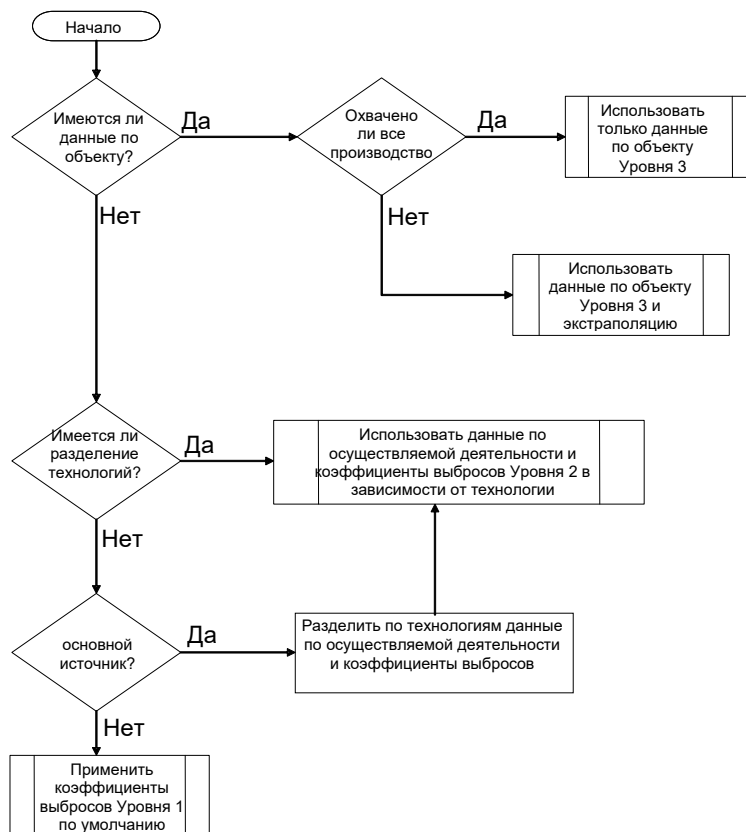 Начало
Имеются ли
данные по
объекту?
Да
Охвачено
ли все
производство
Да
Использовать
только данные
по объекту
Уровня 3
Нет
Нет
Использовать
данные по объекту
Уровня 3 и
экстраполяцию
Имеется ли
разделение
технологий?
Да
Использовать данные по
осуществляемой деятельности и
коэффициенты выбросов Уровня 2 в
зависимости от технологии
Нет
основной
источник?
Да
Разделить по технологиям данные
по осуществляемой деятельности
и коэффициенты выбросов
Нет
Применить
коэффициенты
выбросов Уровня 1
по умолчанию